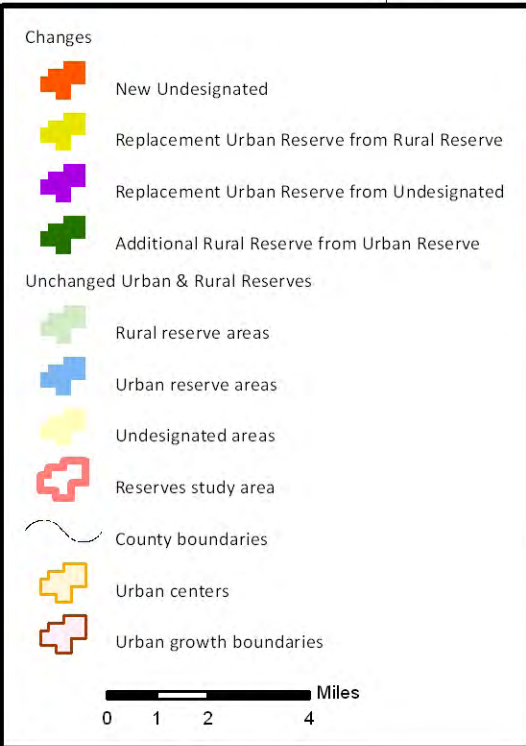 Changes
New Undesignated
Replacement Urban Reserve from Rural Reserve
Replacement Urban Reserve from Undesignated
Additional Rural Reserve from Urban Reserve
Unchanged Urban & Rural Reserves
Rural reserve areas
Urban reserve areas
Undesignated areas
Reserves study area
County boundaries
Urban centers
Urban growth boundaries
Miles
0 1 2 4